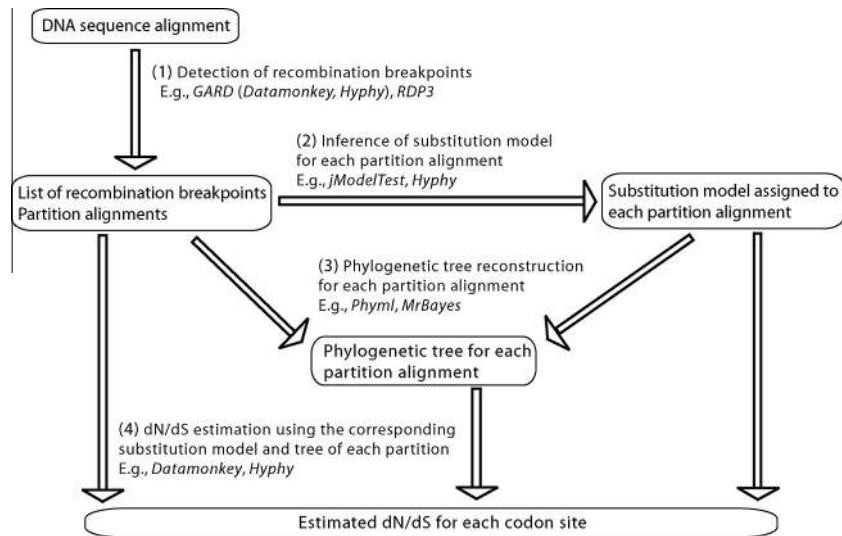 DNA sequence alignment
(1) Detection of recombination breakpoints
E.g., GARD (Datamonkey, Hyphy), RDP3
(2) Inference of substitution model
for each partition alignment
E.g., jModelTest, Hyphy
List of recombination breakpoints
Partition alignments
Substitution model assigned to
each partition alignment
(3) Phylogenetic tree reconstruction
for each partition alignment
E.g., Phyml, MrBayes
Phylogenetic tree for each
partition alignment
(4) dN/dS estimation using the corresponding
substitution model and tree of each partition
E.g., Datamonkey, Hyphy
Estimated dN/dS for each codon site